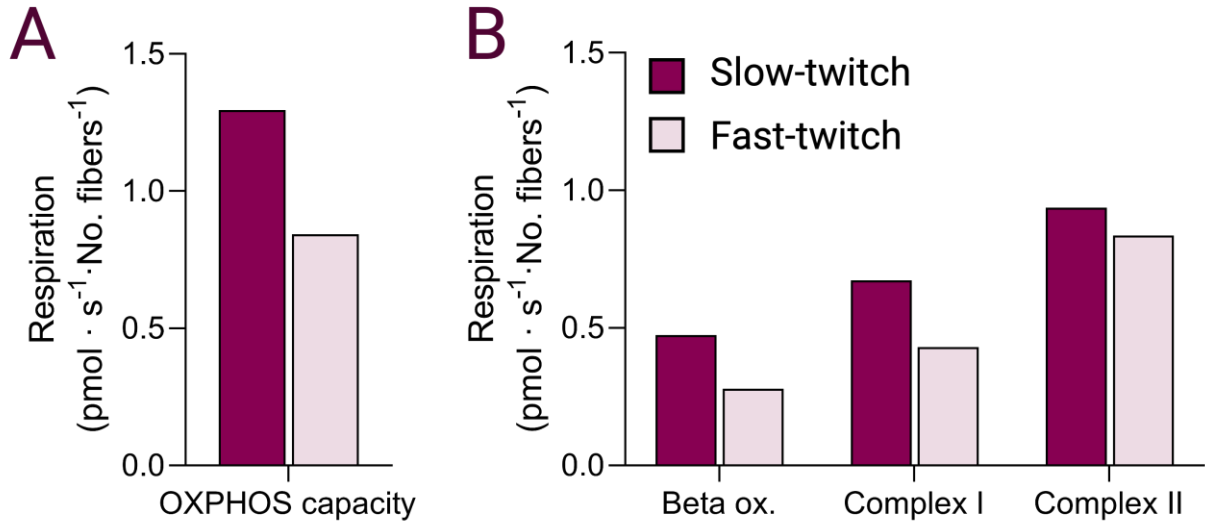 A
Respiration
(pmol · s⁻¹·No. fibers⁻¹)
1.5
1.0
0.5
0.0
OXPHOS capacity
B
Respiration
(pmol · s⁻¹·No. fibers⁻¹)
1.5
1.0
0.5
0.0
Slow-twitch
Fast-twitch
Beta ox.
Complex I
Complex II